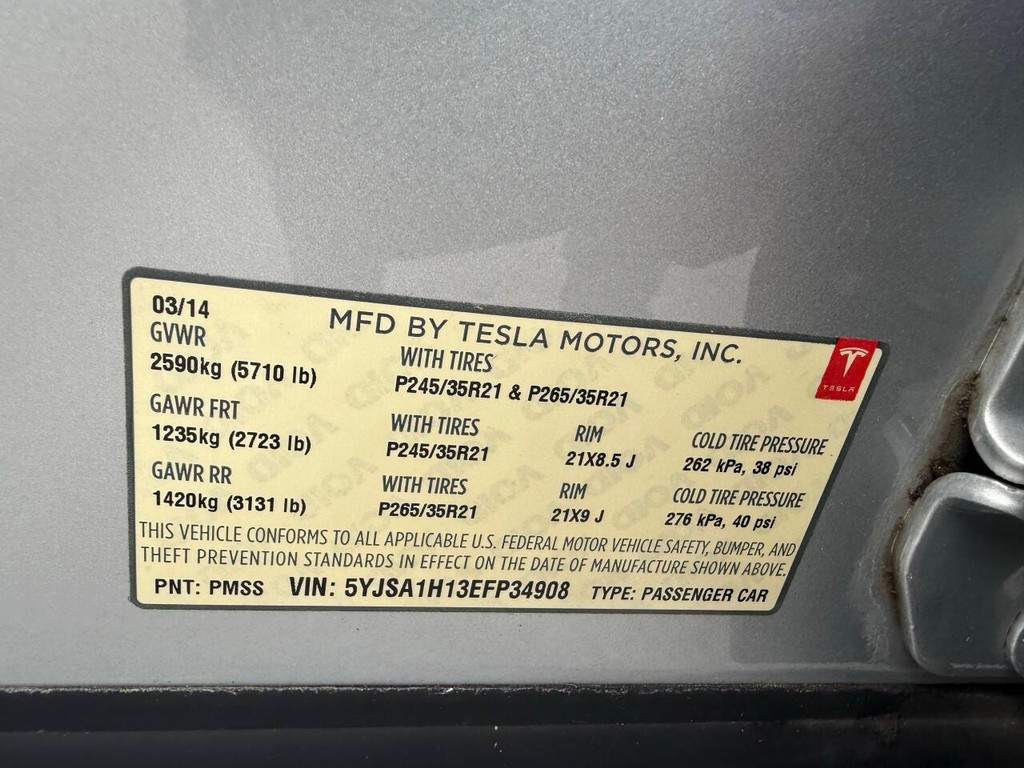 03/14
MFD BY TESLA MOTORS, INC.
TESLA
GVWR
2590kg (5710 lb)
WITH TIRES
P245/35R21 & P265/35R21
GAWR FRT
1235kg (2723 lb)
WITH TIRES
P245/35R21
RIM
21X8.5 J
COLD TIRE PRESSURE
262 kPa, 38 psi
GAWR RR
1420kg (3131 lb)
WITH TIRES
P265/35R21
RIM
21X9 J
COLD TIRE PRESSURE
276 kPa, 40 psi
THIS VEHICLE CONFORMS TO ALL APPLICABLE U.S. FEDERAL MOTOR VEHICLE SAFETY, BUMPER, AND
THEFT PREVENTION STANDARDS IN EFFECT ON THE DATE OF MANUFACTURE SHOWN ABOVE.
PNT: PMSS VIN: 5YJSA1H13EFP34908 TYPE: PASSENGER CAR